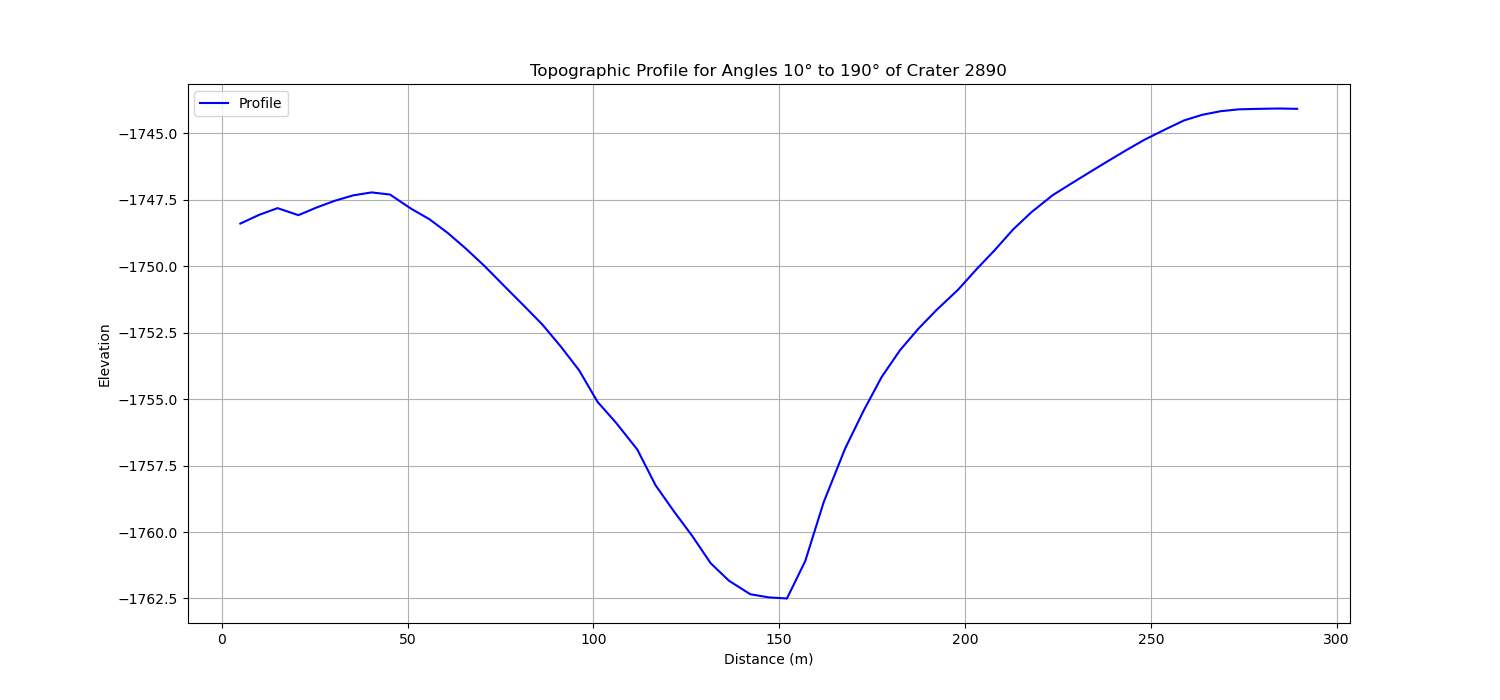 Topographic Profile for Angles 10° to 190° of Crater 2890
Profile
−1745.0
−1747.5
−1750.0
−1752.5
−1755.0
−1757.5
−1760.0
−1762.5
Elevation
0 50 100 150 200 250 300
Distance (m)